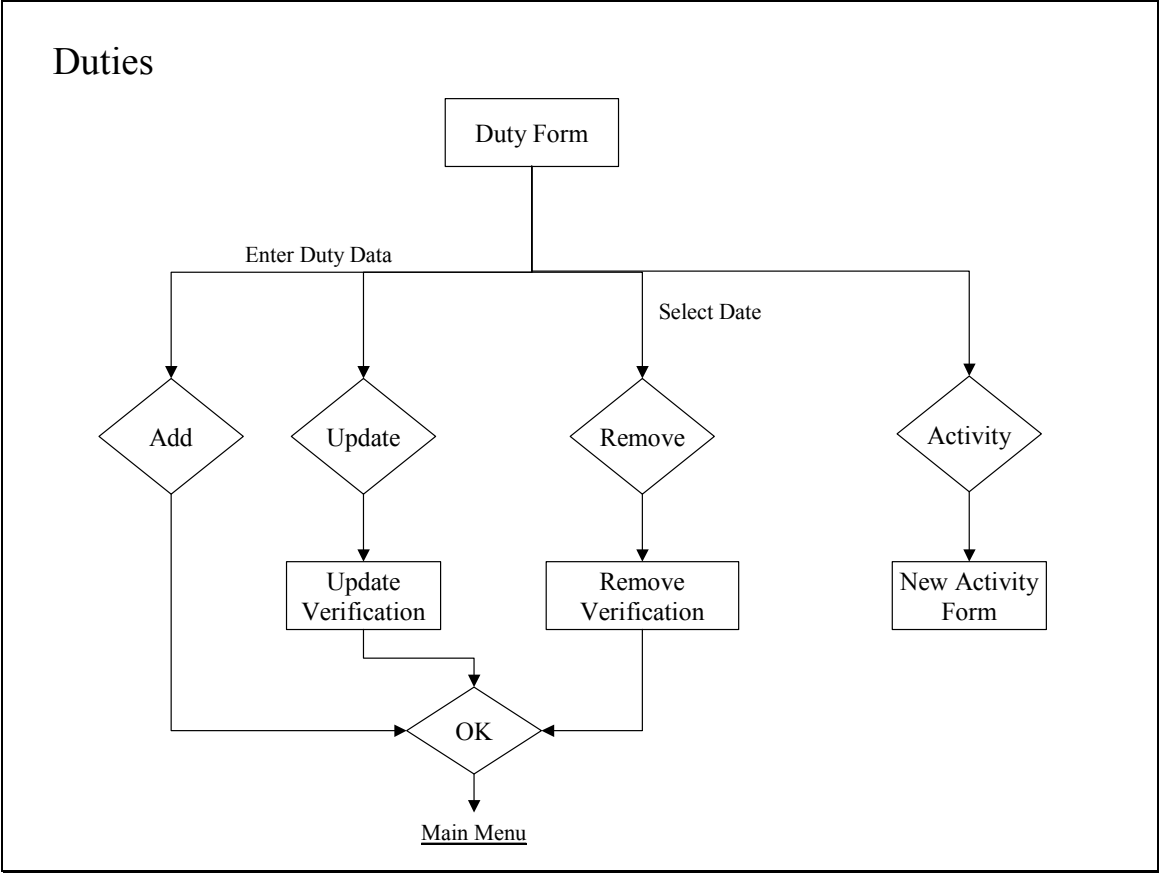 Duties
Duty Form
Enter Duty Data
Select Date
Add
Update
Remove
Activity
Update
Verification
Remove
Verification
New Activity
Form
OK
Main Menu